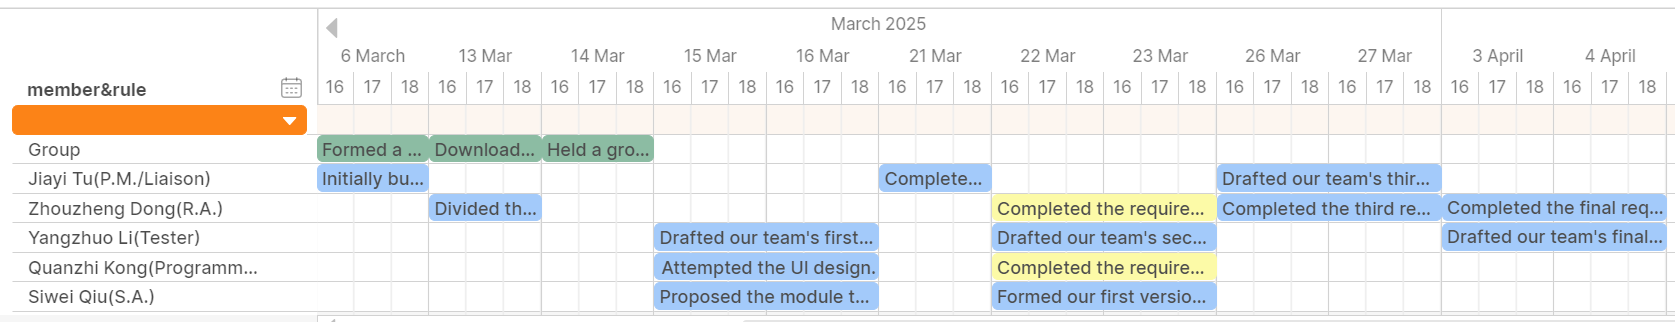 March 2025
6 March 13 Mar 14 Mar 15 Mar 16 Mar 21 Mar 22 Mar 23 Mar 26 Mar 27 Mar 3 April 4 April
member&rule 16 17 18 16 17 18 16 17 18 16 17 18 16 17 18 16 17 18 16 17 18 16 17 18 16 17 18 16 17 18 16 17 18 16 17 18
Group Formed a ... Download... Held a gro...
Jiayi Tu(P.M./Liaison) Initially bu... Complete... Drafted our team's thir...
Zhouzheng Dong(R.A.) Divided th... Completed the require... Completed the third re... Completed the final req...
Yangzhuo Li(Tester) Drafted our team's first... Drafted our team's sec... Drafted our team's final...
Quanzhi Kong(Programm... Attempted the UI design. Completed the require...
Siwei Qiu(S.A.) Proposed the module t... Formed our first versio...